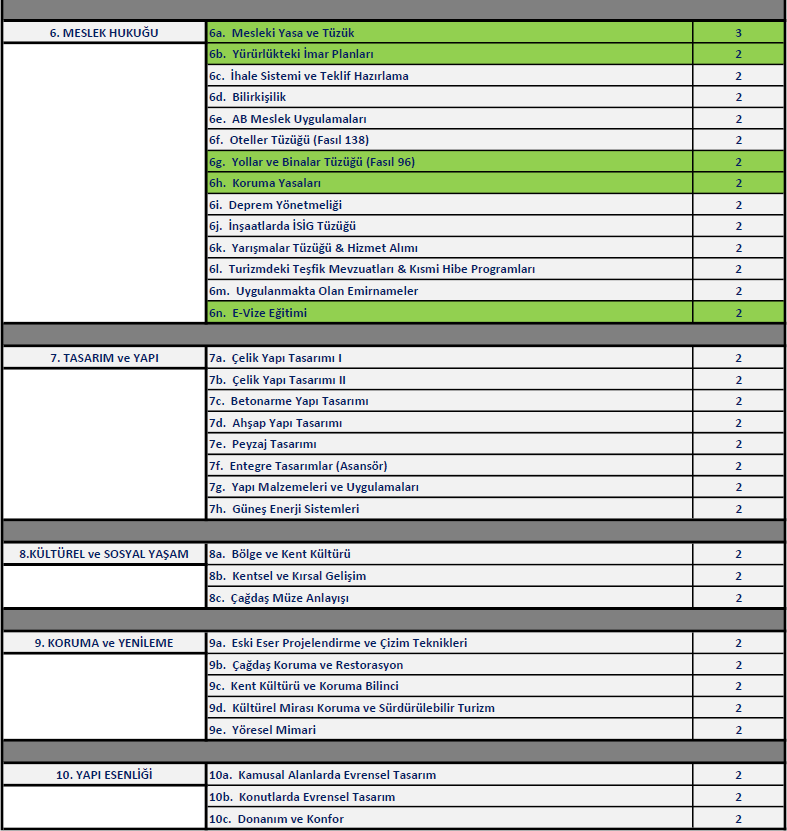 6. MESLEK HUKUĞU 6a. Mesleki Yasa ve Tüzük 3
6b. Yürürlükteki İmar Planları 2
6c. İhale Sistemi ve Teklif Hazırlama 2
6d. Bilirkişilik 2
6e. AB Meslek Uygulamaları 2
6f. Oteller Tüzüğü (Fasıl 138) 2
6g. Yollar ve Binalar Tüzüğü (Fasıl 96) 2
6h. Koruma Yasaları 2
6i. Deprem Yönetmeliği 2
6j. İnşaatlarda İSİG Tüzüğü 2
6k. Yarışmalar Tüzüğü & Hizmet Alımı 2
6l. Turizmdeki Teşfik Mevzuatları & Kısmi Hibe Programları 2
6m. Uygulanmakta Olan Emirnameler 2
6n. E-Vize Eğitimi 2
7. TASARIM ve YAPI 7a. Çelik Yapı Tasarımı I 2
7b. Çelik Yapı Tasarımı II 2
7c. Betonarme Yapı Tasarımı 2
7d. Ahşap Yapı Tasarımı 2
7e. Peyzaj Tasarımı 2
7f. Entegre Tasarımlar (Asansör) 2
7g. Yapı Malzemeleri ve Uygulamaları 2
7h. Güneş Enerji Sistemleri 2
8.KÜLTÜREL ve SOSYAL YAŞAM 8a. Bölge ve Kent Kültürü 2
8b. Kentsel ve Kırsal Gelişim 2
8c. Çağdaş Müze Anlayışı 2
9. KORUMA ve YENİLEME 9a. Eski Eser Projelendirme ve Çizim Teknikleri 2
9b. Çağdaş Koruma ve Restorasyon 2
9c. Kent Kültürü ve Koruma Bilinci 2
9d. Kültürel Mirası Koruma ve Sürdürülebilir Turizm 2
9e. Yöresel Mimari 2
10. YAPI ESENLİĞİ 10a. Kamusal Alanlarda Evrensel Tasarım 2
10b. Konutlarda Evrensel Tasarım 2
10c. Donanım ve Konfor 2